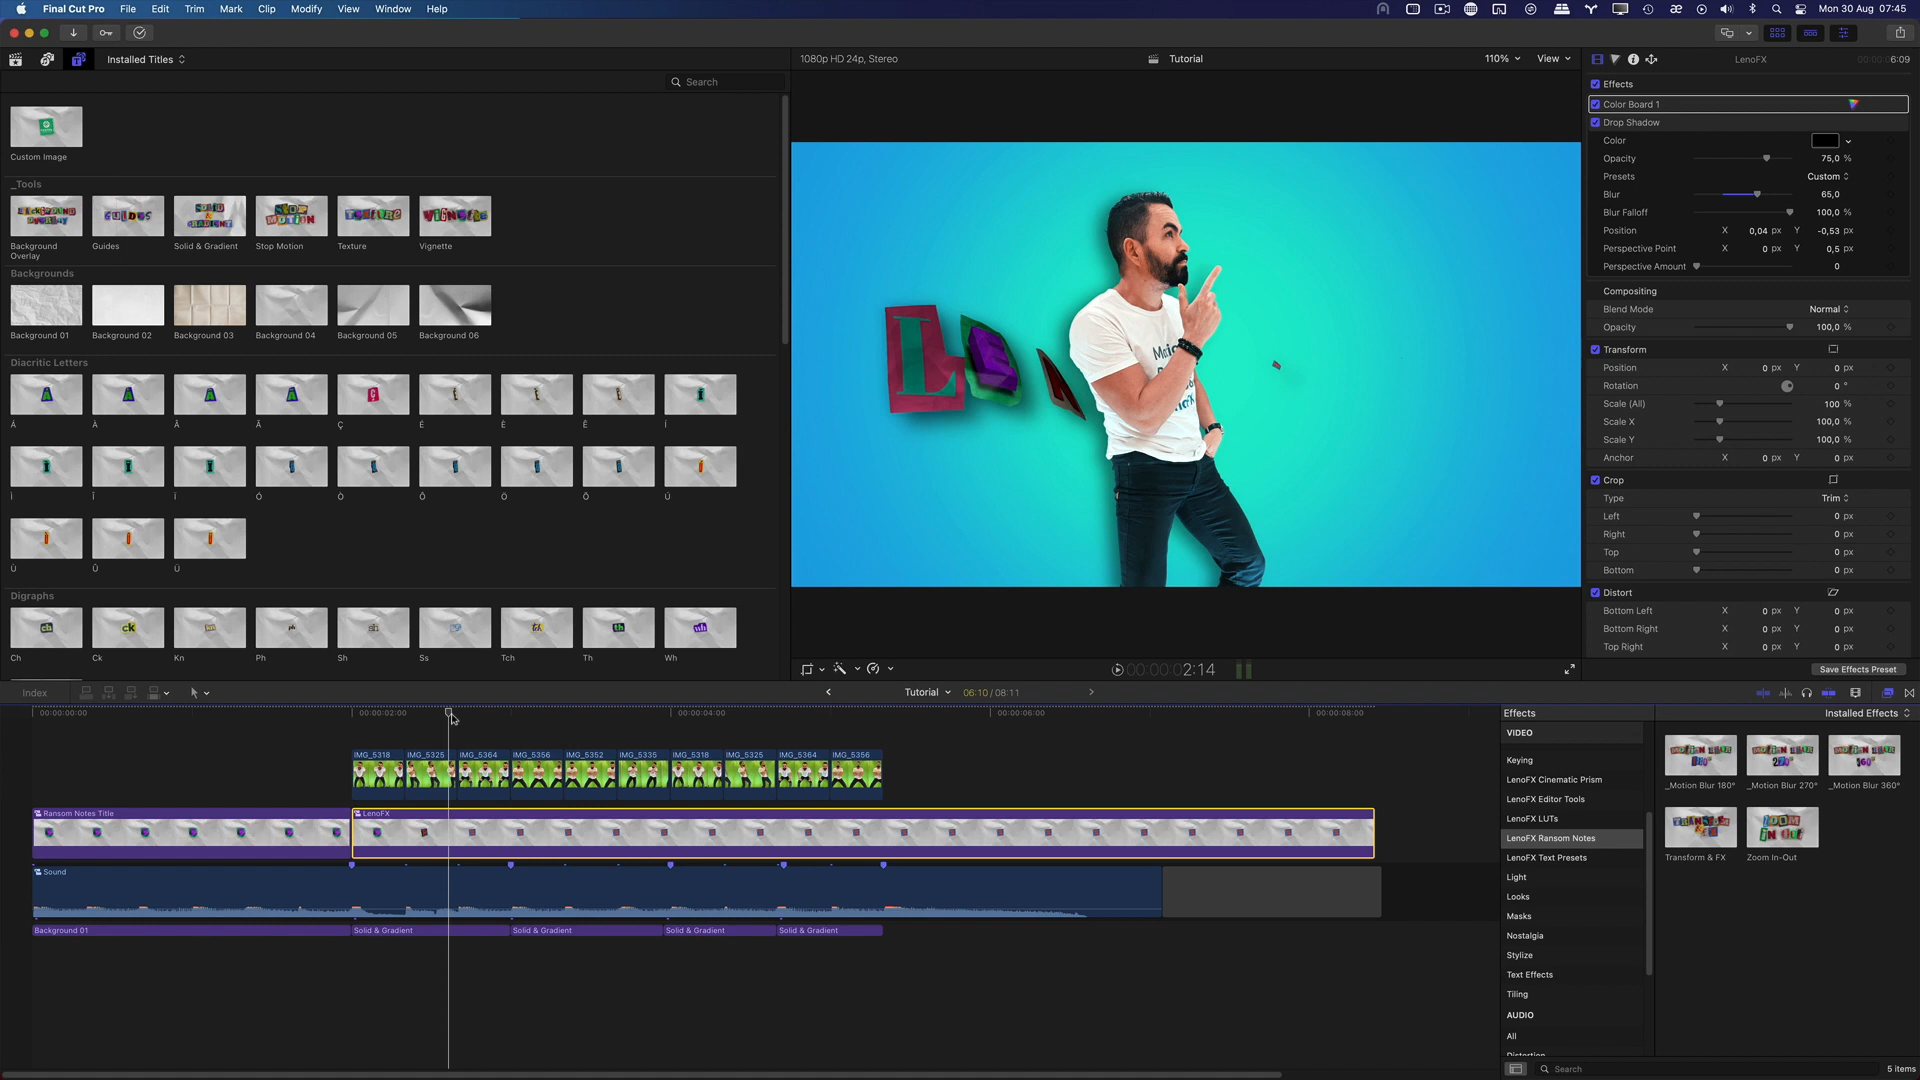 Final Cut Pro File Edit Trim Mark Clip Modify View Window Help
Mon 30 Aug 07:45
Installed Titles
Search
Custom Image
_Tools
Background Overlay
Guides
Solid & Gradient
Stop Motion
Texture
Vignette
Backgrounds
Background 01
Background 02
Background 03
Background 04
Background 05
Background 06
Diacritic Letters
Digraphs
Ch
Ck
Kn
Ph
Sh
Ss
Tch
Th
Wh
1080p HD 24p, Stereo
Tutorial
110%
View
LE
2:14
LenoFX
6:09
Effects
Color Board 1
Drop Shadow
Color
Opacity 75,0 %
Presets Custom
Blur 65,0
Blur Falloff 100,0 %
Position X 0,04 px Y -0,53 px
Perspective Point X 0 px Y 0,5 px
Perspective Amount 0
Compositing
Blend Mode Normal
Opacity 100,0 %
Transform
Position X 0 px Y 0 px
Rotation 0 °
Scale (All) 100 %
Scale X 100,0 %
Scale Y 100,0 %
Anchor X 0 px Y 0 px
Crop
Type Trim
Left 0 px
Right 0 px
Top 0 px
Bottom 0 px
Distort
Bottom Left X 0 px Y 0 px
Bottom Right X 0 px Y 0 px
Top Right X 0 px Y 0 px
Save Effects Preset
Index
Tutorial 06:10 / 08:11
00:00:00:00 00:00:02:00 00:00:04:00 00:00:06:00 00:00:08:00
IMG_5318 IMG_5325 IMG_5364 IMG_5356 IMG_5352 IMG_5335 IMG_5318 IMG_5325 IMG_5364 IMG_5356
Ransom Notes Title
LenoFX
Sound
Background 01 Solid & Gradient Solid & Gradient Solid & Gradient Solid & Gradient
Effects
Installed Effects
VIDEO
Keying
LenoFX Cinematic Prism
LenoFX Editor Tools
LenoFX LUTs
LenoFX Ransom Notes
LenoFX Text Presets
Light
Looks
Masks
Nostalgia
Stylize
Text Effects
Tiling
AUDIO
All
Distortion
_Motion Blur 180°
_Motion Blur 270°
_Motion Blur 360°
Transform & FX
Zoom In-Out
Search
5 items